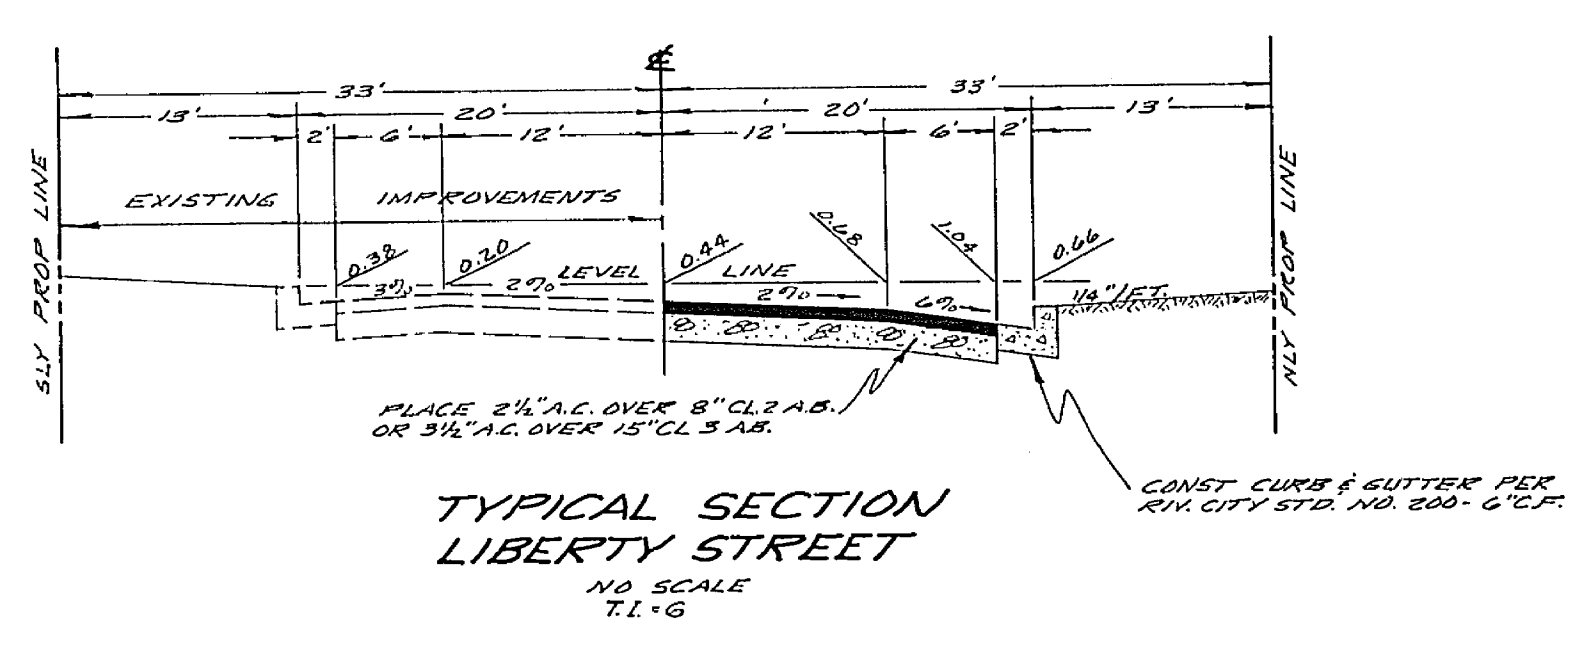 ℄
33' 33'
13' 20' 20' 13'
2' 6' 12' 12' 6' 2'
EXISTING IMPROVEMENTS
SLY PROP LINE
NLY PROP LINE
0.38 0.20 0.44 0.68 1.04 0.66
3% 2% LEVEL LINE
2% 6% 1/4"/FT.
PLACE 2½" A.C. OVER 8" CL. 2 A.B.
OR 3½" A.C. OVER 15" CL 3 AB.
CONST CURB & GUTTER PER
RIV. CITY STD. NO. 200 - 6" C.F.
TYPICAL SECTION
LIBERTY STREET
NO SCALE
T.I. = 6